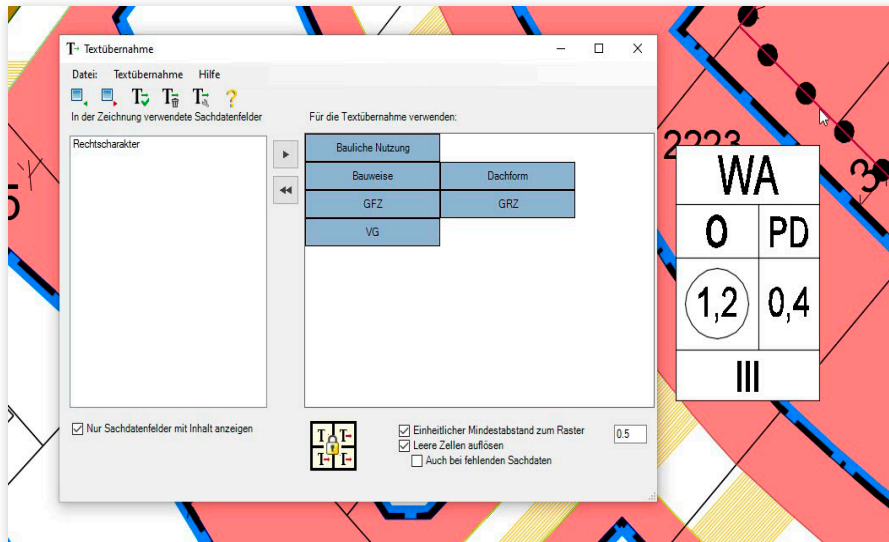 Textübernahme
Datei: Textübernahme Hilfe
In der Zeichnung verwendete Sachdatenfelder
Für die Textübernahme verwenden:
Rechtscharakter
Bauliche Nutzung
Bauweise Dachform
GFZ GRZ
VG
Nur Sachdatenfelder mit Inhalt anzeigen
Einheitlicher Mindestabstand zum Raster 0.5
Leere Zellen auflösen
Auch bei fehlenden Sachdaten
2223
3
5
WA
O PD
1,2 0,4
III